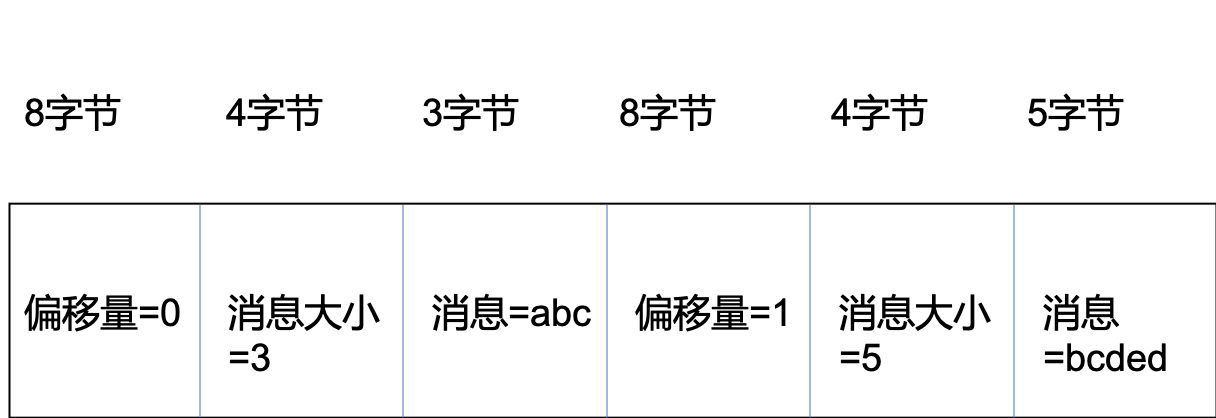 8字节 4字节 3字节 8字节 4字节 5字节
偏移量=0
消息大小
=3
消息=abc
偏移量=1
消息大小
=5
消息
=bcded